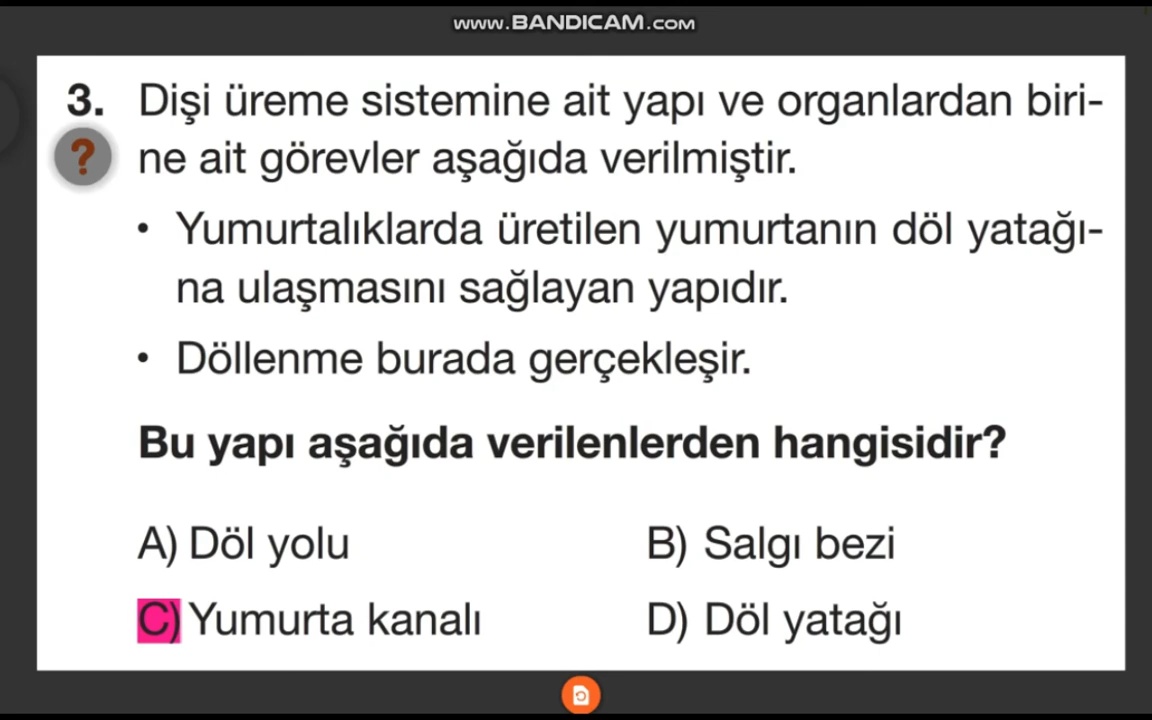 www.BANDICAM.com
3. Dişi üreme sistemine ait yapı ve organlardan biri-
? ne ait görevler aşağıda verilmiştir.
• Yumurtalıklarda üretilen yumurtanın döl yatağı-
na ulaşmasını sağlayan yapıdır.
• Döllenme burada gerçekleşir.
Bu yapı aşağıda verilenlerden hangisidir?
A) Döl yolu B) Salgı bezi
C) Yumurta kanalı D) Döl yatağı